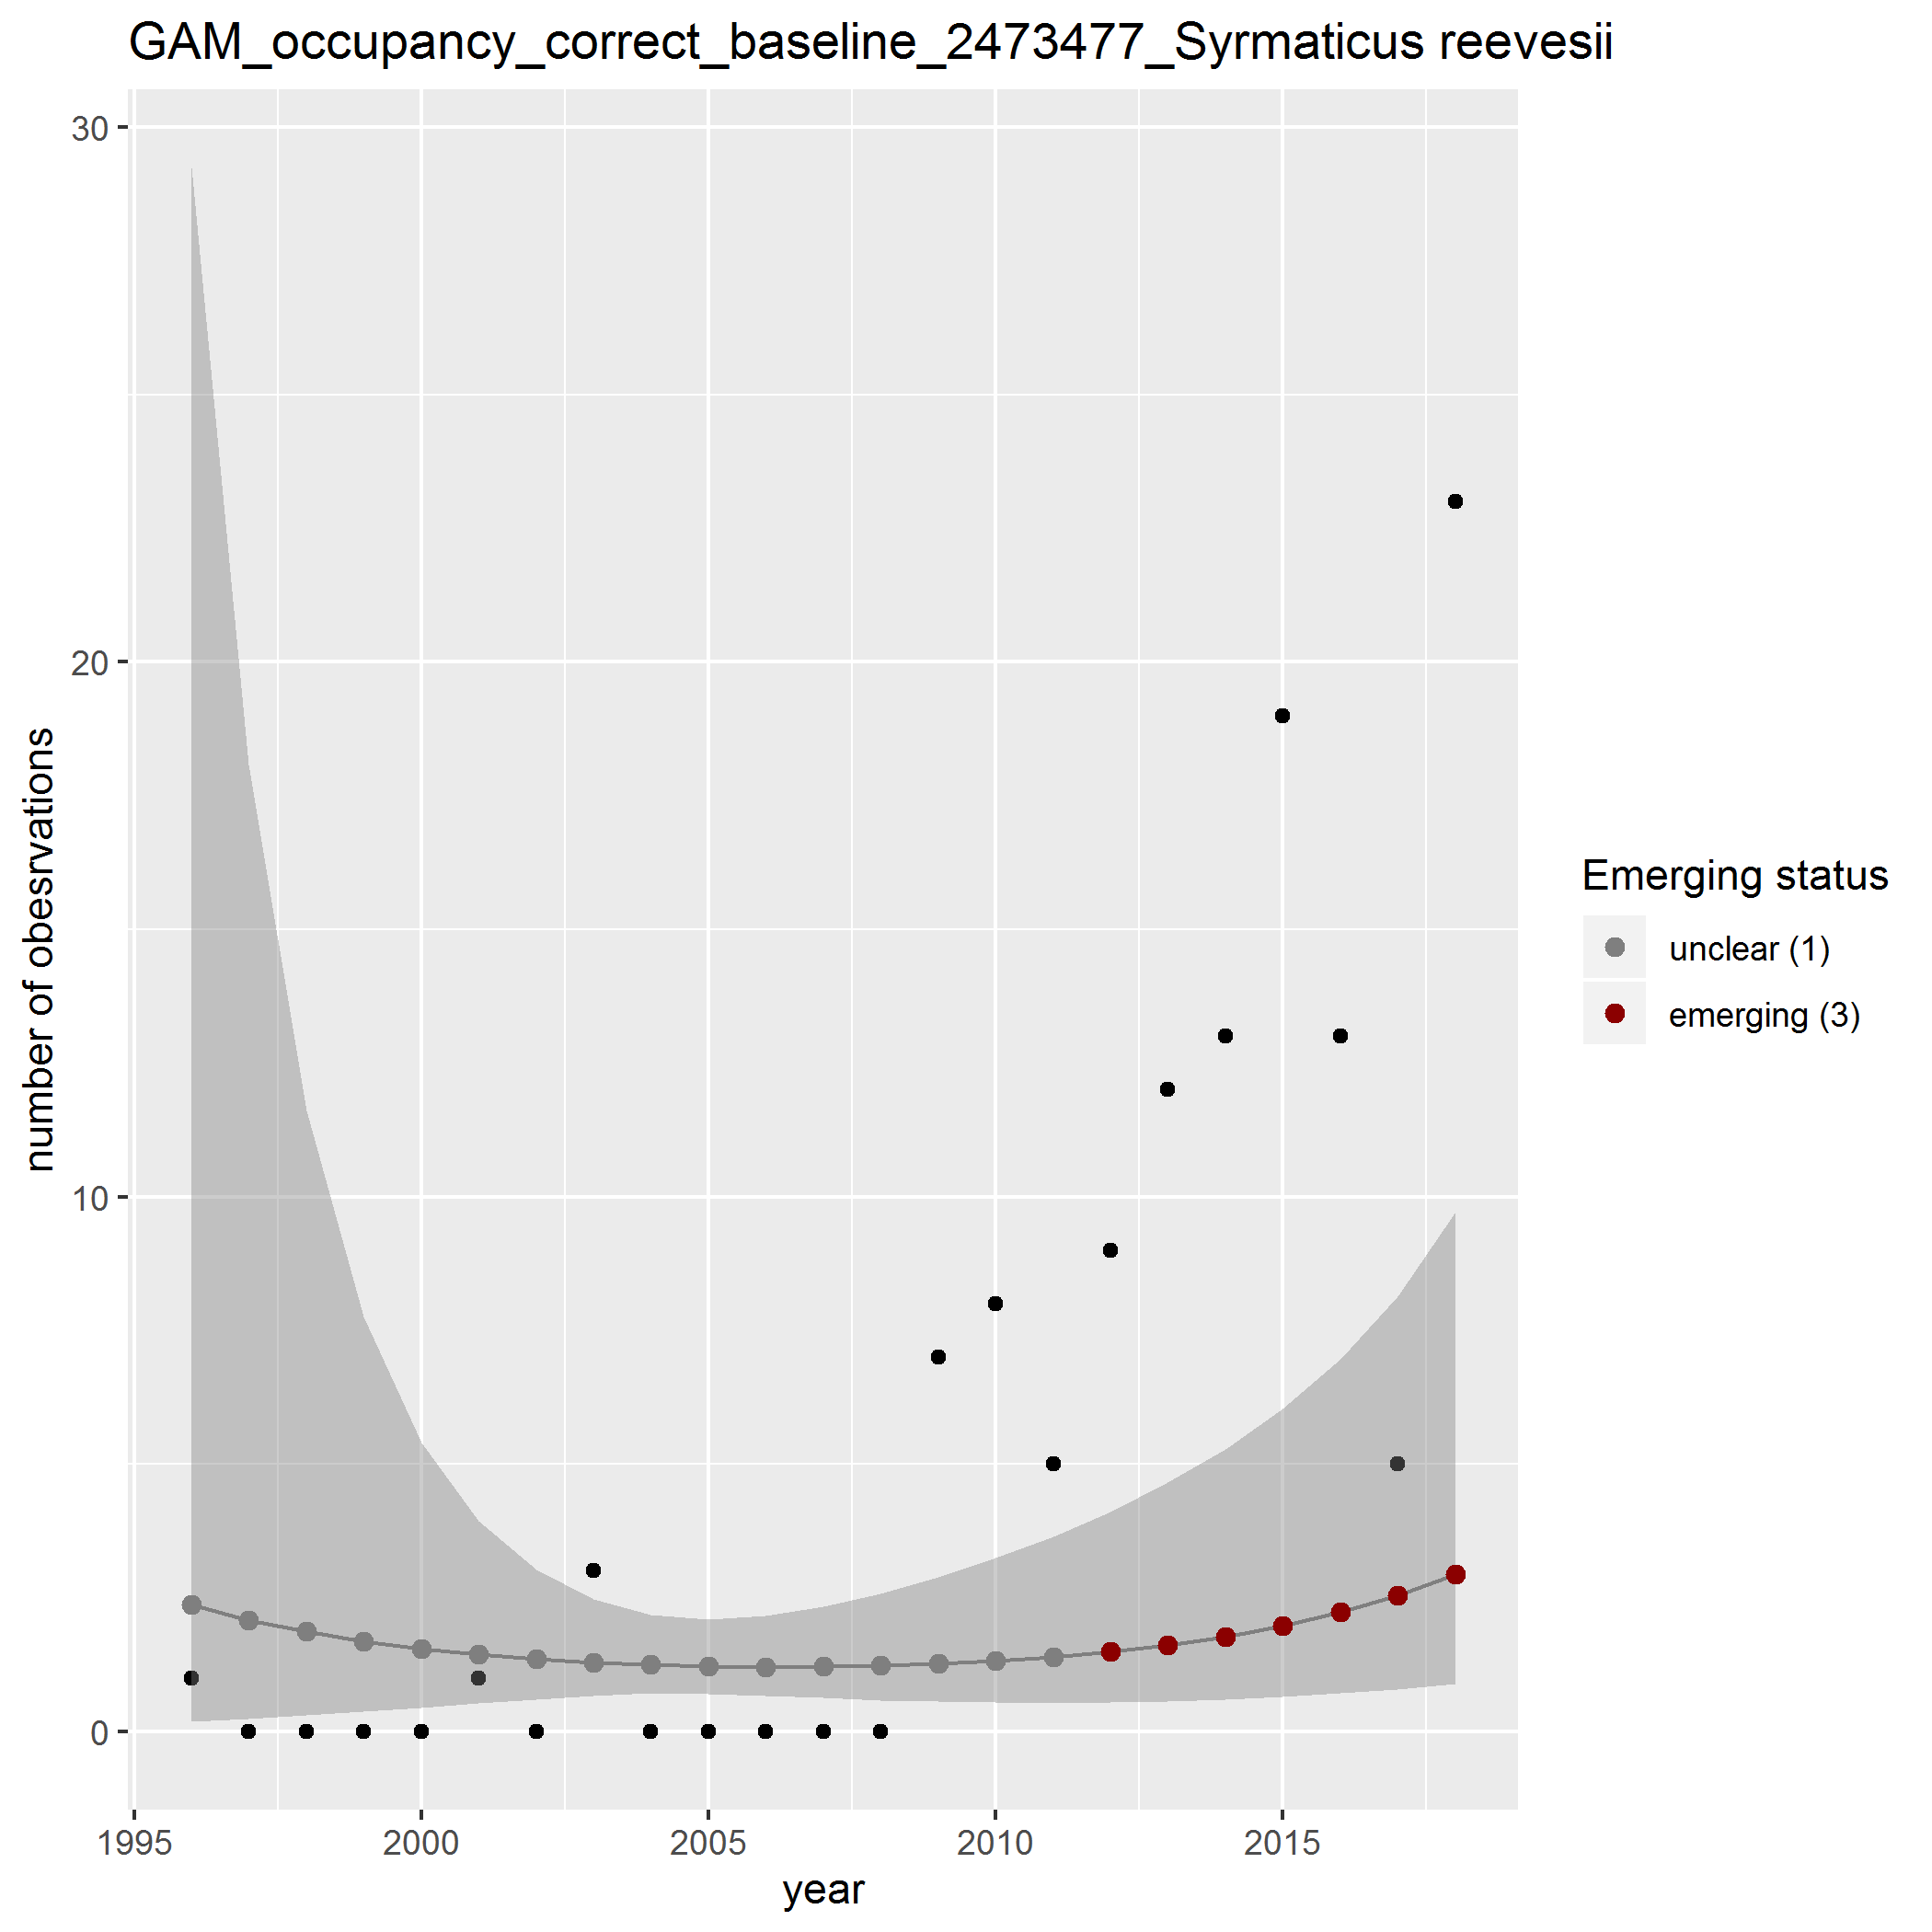 GAM_occupancy_correct_baseline_2473477_Syrmaticus reevesii
30
20
10
0
number of obesrvations
1995
2000
2005
2010
2015
year
Emerging status
unclear (1)
emerging (3)